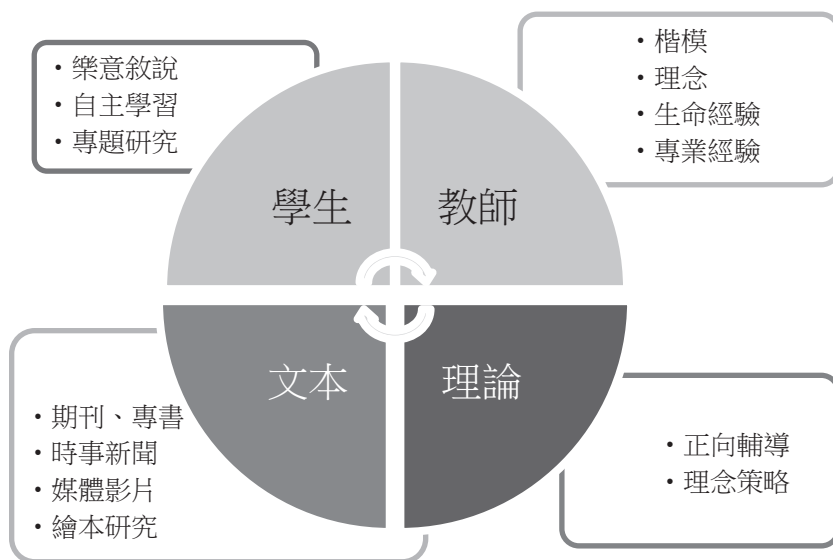 • 樂意敘說
• 自主學習
• 專題研究
• 楷模
• 理念
• 生命經驗
• 專業經驗
學生
教師
文本
理論
• 期刊、專書
• 時事新聞
• 媒體影片
• 繪本研究
• 正向輔導
• 理念策略